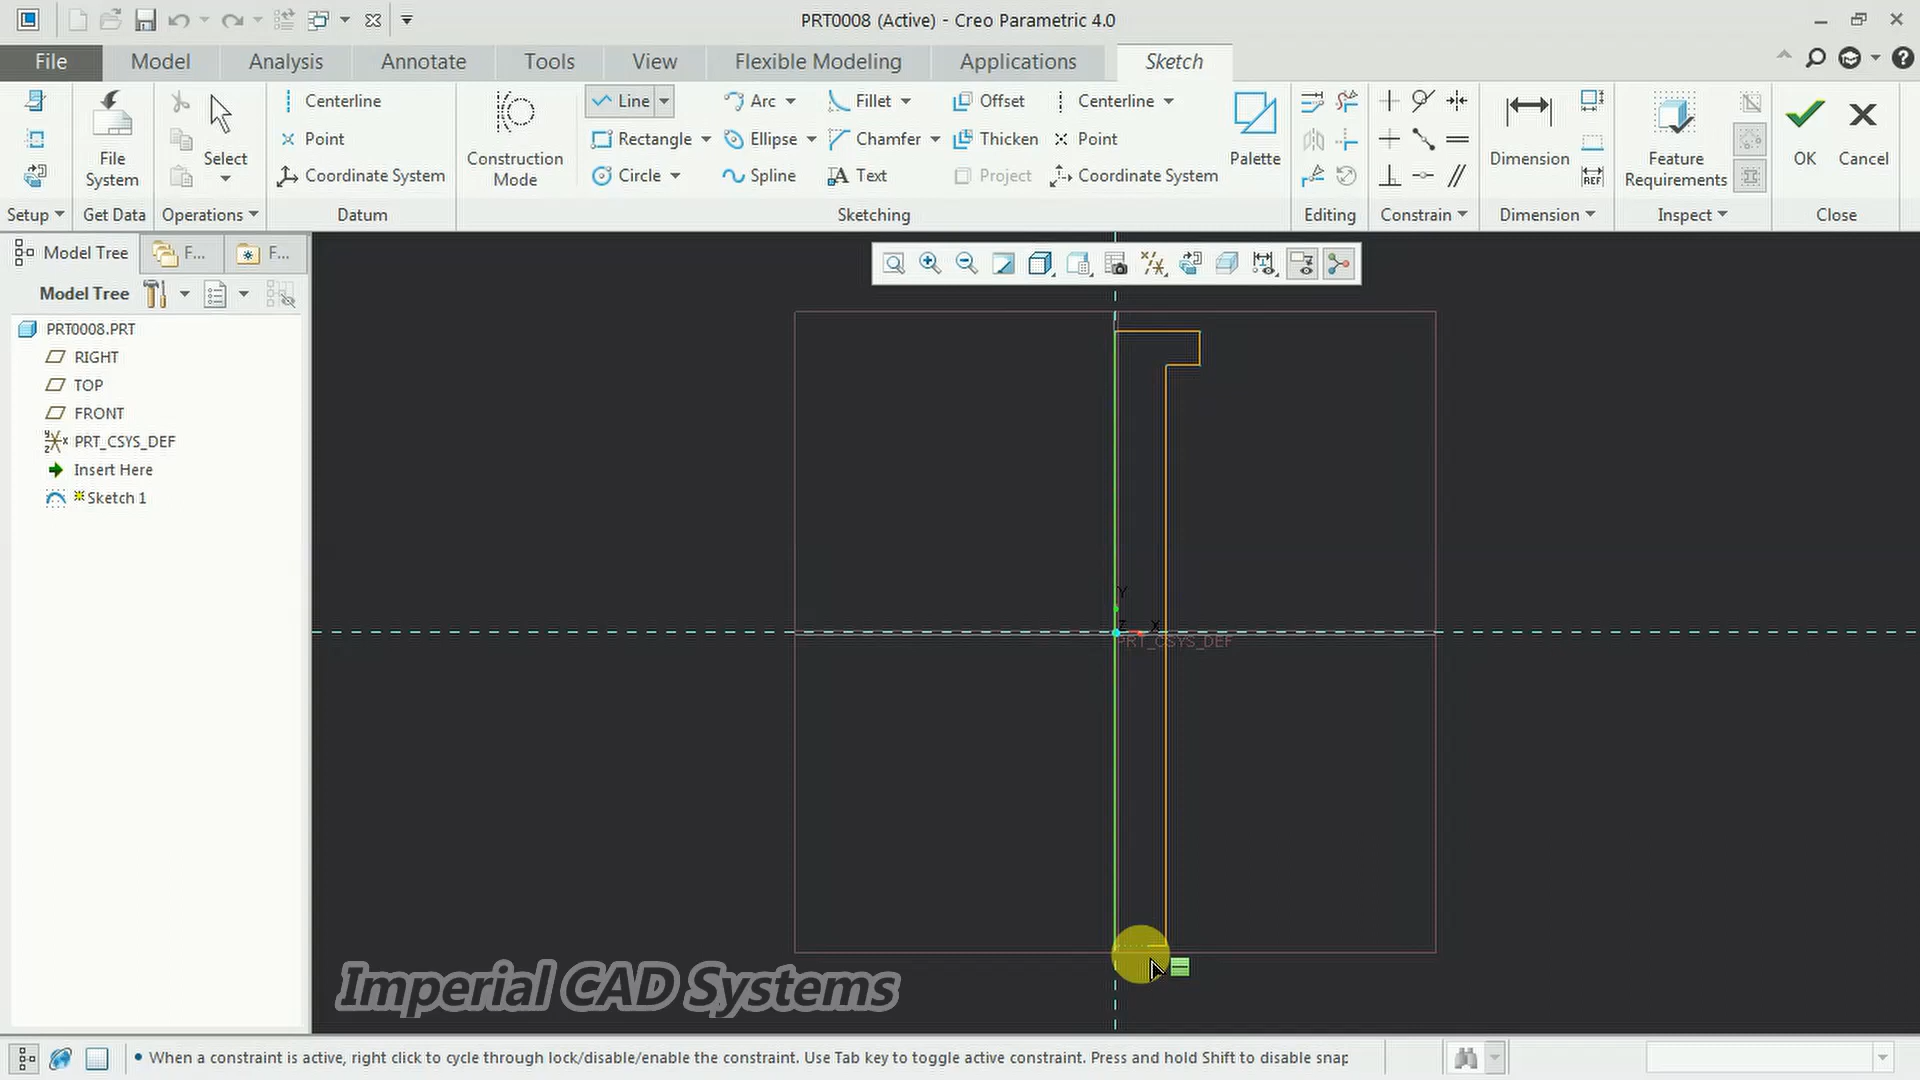 PRT0008 (Active) - Creo Parametric 4.0
File Model Analysis Annotate Tools View Flexible Modeling Applications Sketch
Centerline Line Arc Fillet Offset Centerline
Point Rectangle Ellipse Chamfer Thicken Point
File System Select Coordinate System Construction Mode Circle Spline Text Project Coordinate System Palette Dimension Feature Requirements OK Cancel
Setup Get Data Operations Datum Sketching Editing Constrain Dimension Inspect Close
Model Tree F... F...
Model Tree
PRT0008.PRT
RIGHT
TOP
FRONT
PRT_CSYS_DEF
Insert Here
Sketch 1
Y
Z X
PRT_CSYS_DEF
Imperial CAD Systems
• When a constraint is active, right click to cycle through lock/disable/enable the constraint. Use Tab key to toggle active constraint. Press and hold Shift to disable snap